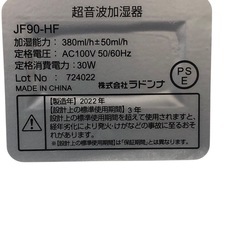 超音波加湿器
JF90-HF
加湿能力：380ml/h±50ml/h
定格電圧：AC100V 50/60Hz
定格消費電力：30W
Lot No : 724022
MADE IN CHINA
株式会社ラドンナ
PS
E
【製造年】2022年
【設計上の標準使用期間】3年
設計上の標準使用期間を超えて使用されますと、
経年劣化により発火・けがなどの事故に至るおそ
れがあります。
※【設計上の標準使用期間】は「保証期間」とは異なります。